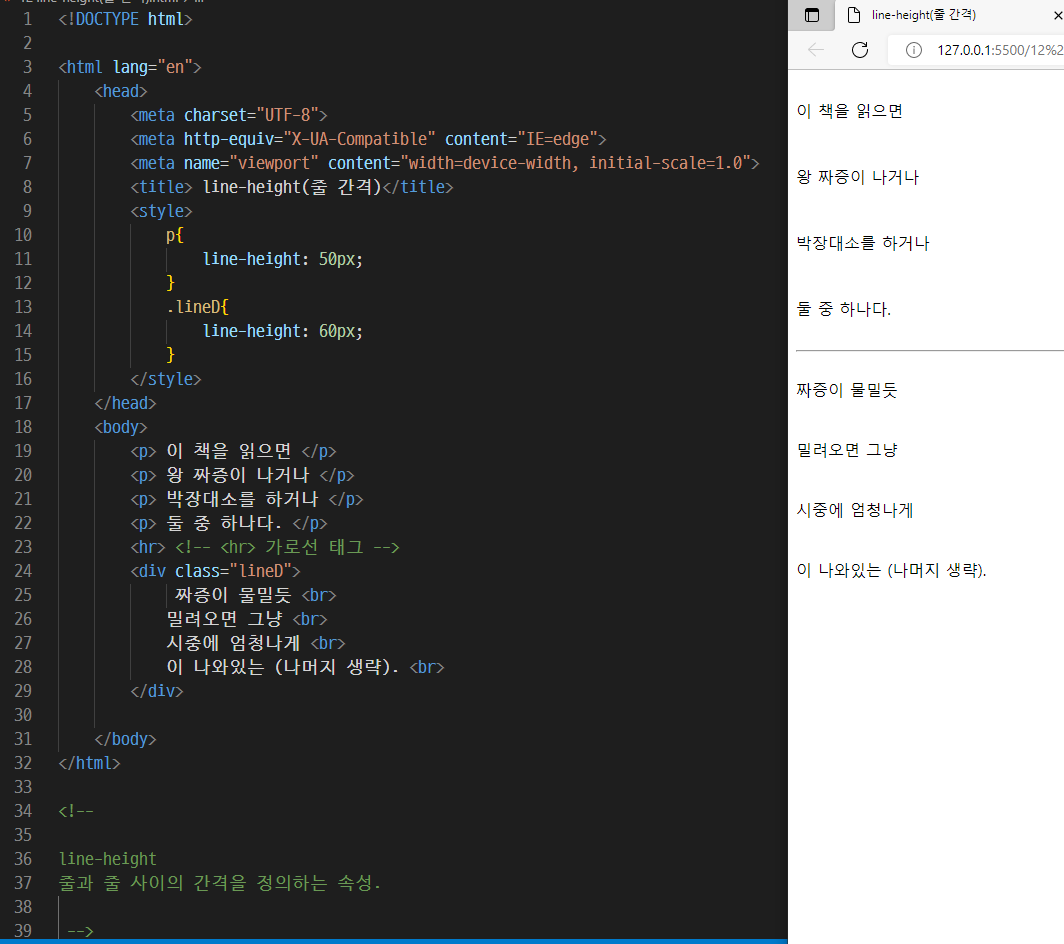 1 <!DOCTYPE html>
2
3 <html lang="en">
4 <head>
5 <meta charset="UTF-8">
6 <meta http-equiv="X-UA-Compatible" content="IE=edge">
7 <meta name="viewport" content="width=device-width, initial-scale=1.0">
8 <title> line-height(줄 간격)</title>
9 <style>
10 p{
11 line-height: 50px;
12 }
13 .lineD{
14 line-height: 60px;
15 }
16 </style>
17 </head>
18 <body>
19 <p> 이 책을 읽으면 </p>
20 <p> 왕 짜증이 나거나 </p>
21 <p> 박장대소를 하거나 </p>
22 <p> 둘 중 하나다. </p>
23 <hr> <!-- <hr> 가로선 태그 -->
24 <div class="lineD">
25 짜증이 물밀듯 <br>
26 밀려오면 그냥 <br>
27 시중에 엄청나게 <br>
28 이 나와있는 (나머지 생략). <br>
29 </div>
30
31 </body>
32 </html>
33
34 <!--
35
36 line-height
37 줄과 줄 사이의 간격을 정의하는 속성.
38
39 -->
line-height(줄 간격)
127.0.0.1:5500/12%2
이 책을 읽으면
왕 짜증이 나거나
박장대소를 하거나
둘 중 하나다.
짜증이 물밀듯
밀려오면 그냥
시중에 엄청나게
이 나와있는 (나머지 생략).